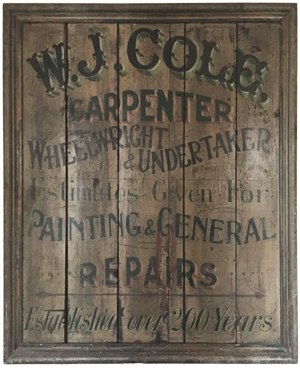 W. J. COLE.
CARPENTER
WHEELWRIGHT
& UNDERTAKER
Estimates Given For
PAINTING & GENERAL
REPAIRS
Established over 200 Years